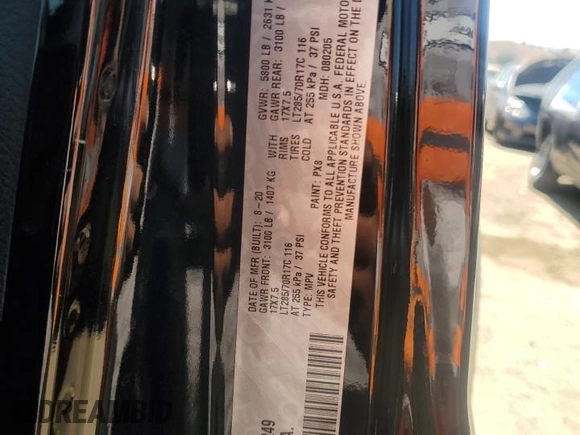 DATE OF MFR (BUILT): 8-20 GVWR: 5800 LB / 2631 K
GAWR FRONT: 3100 LB / 1407 KG WITH GAWR REAR: 3100 LB /
17X7.5 RIMS 17X7.5
LT285/70R17C 116 TIRES LT285/70R17C 116
AT 255 kPa / 37 PSI COLD AT 255 kPa / 37 PSI
TYPE: MPV PAINT: PX8 MDH: 080205
THIS VEHICLE CONFORMS TO ALL APPLICABLE U.S.A. FEDERAL MOTOR
SAFETY AND THEFT PREVENTION STANDARDS IN EFFECT ON THE D
MANUFACTURE SHOWN ABOVE.
249
A.
DREAMBID